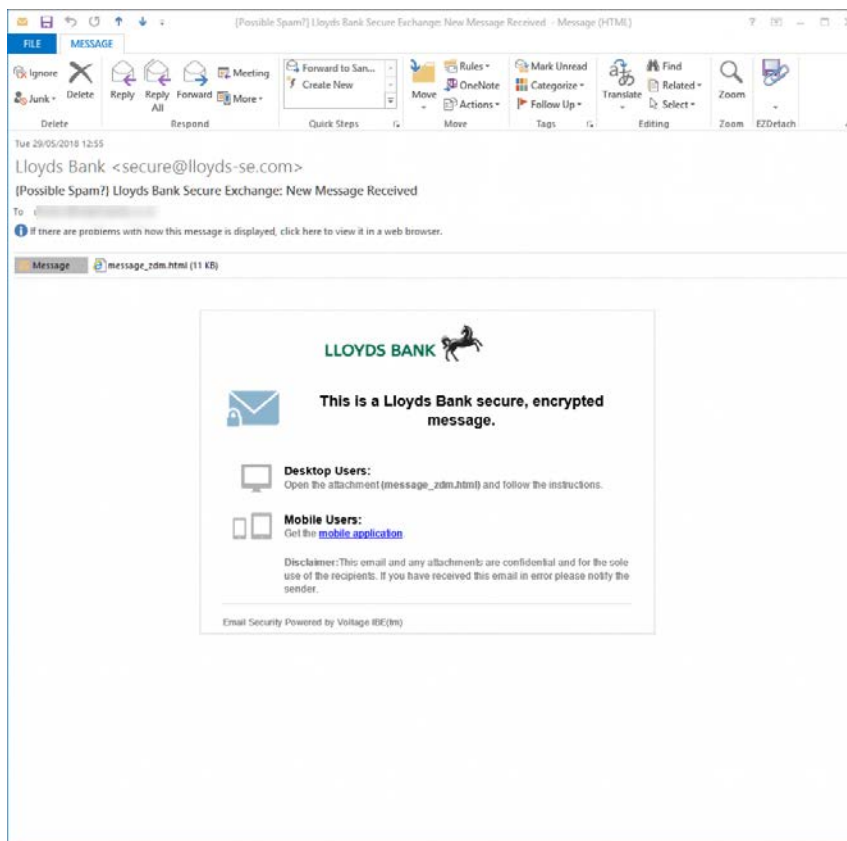 {Possible Spam?} Lloyds Bank Secure Exchange: New Message Received - Message (HTML)
FILE MESSAGE
Ignore
Junk
Delete
Reply
Reply All
Forward
Meeting
More
Forward to San...
Create New
Move
Rules
OneNote
Actions
Mark Unread
Categorize
Follow Up
Translate
Find
Related
Select
Zoom
Delete Respond Quick Steps Move Tags Editing Zoom EZDetach
Tue 29/05/2018 12:55
Lloyds Bank <secure@lloyds-se.com>
{Possible Spam?} Lloyds Bank Secure Exchange: New Message Received
To
If there are problems with how this message is displayed, click here to view it in a web browser.
Message message_zdm.html (11 KB)
LLOYDS BANK
This is a Lloyds Bank secure, encrypted
message.
Desktop Users:
Open the attachment (message_zdm.html) and follow the instructions.
Mobile Users:
Get the mobile application
Disclaimer:This email and any attachments are confidential and for the sole
use of the recipients. If you have received this email in error please notify the
sender.
Email Security Powered by Voltage IBE(tm)